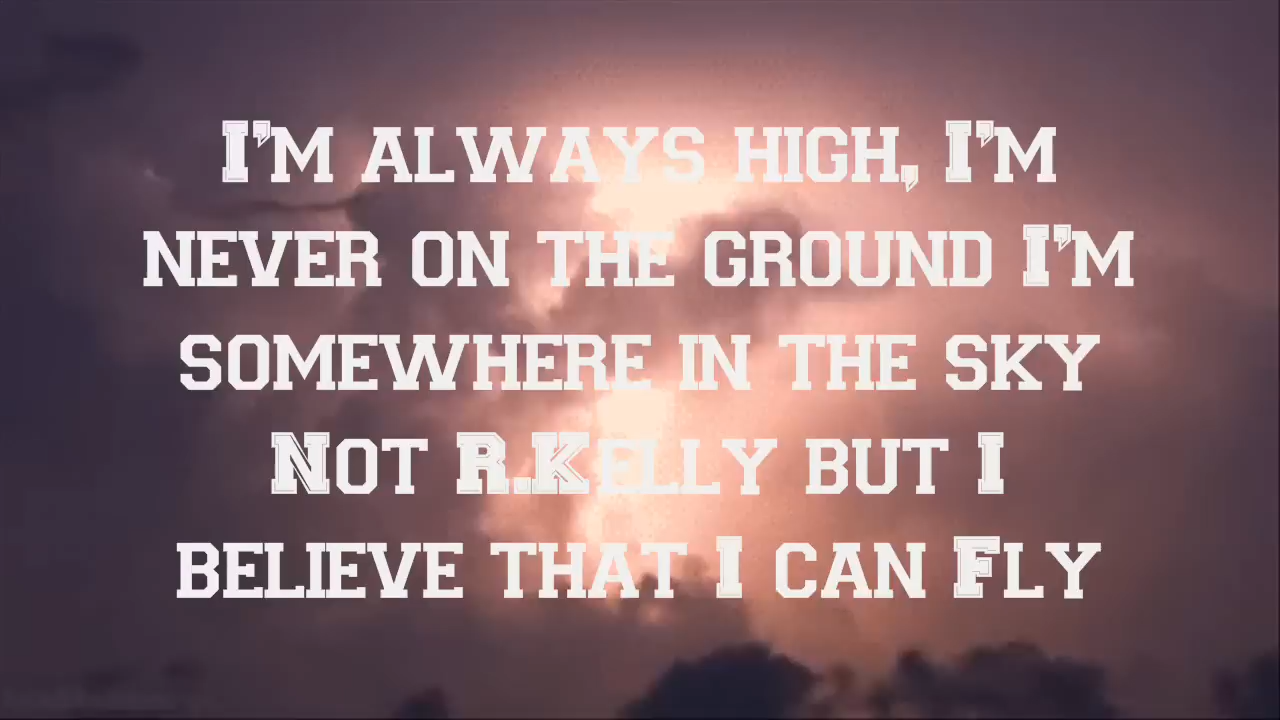 I'm always high, I'm
never on the ground I'm
somewhere in the sky
Not R.Kelly but I
believe that I can Fly